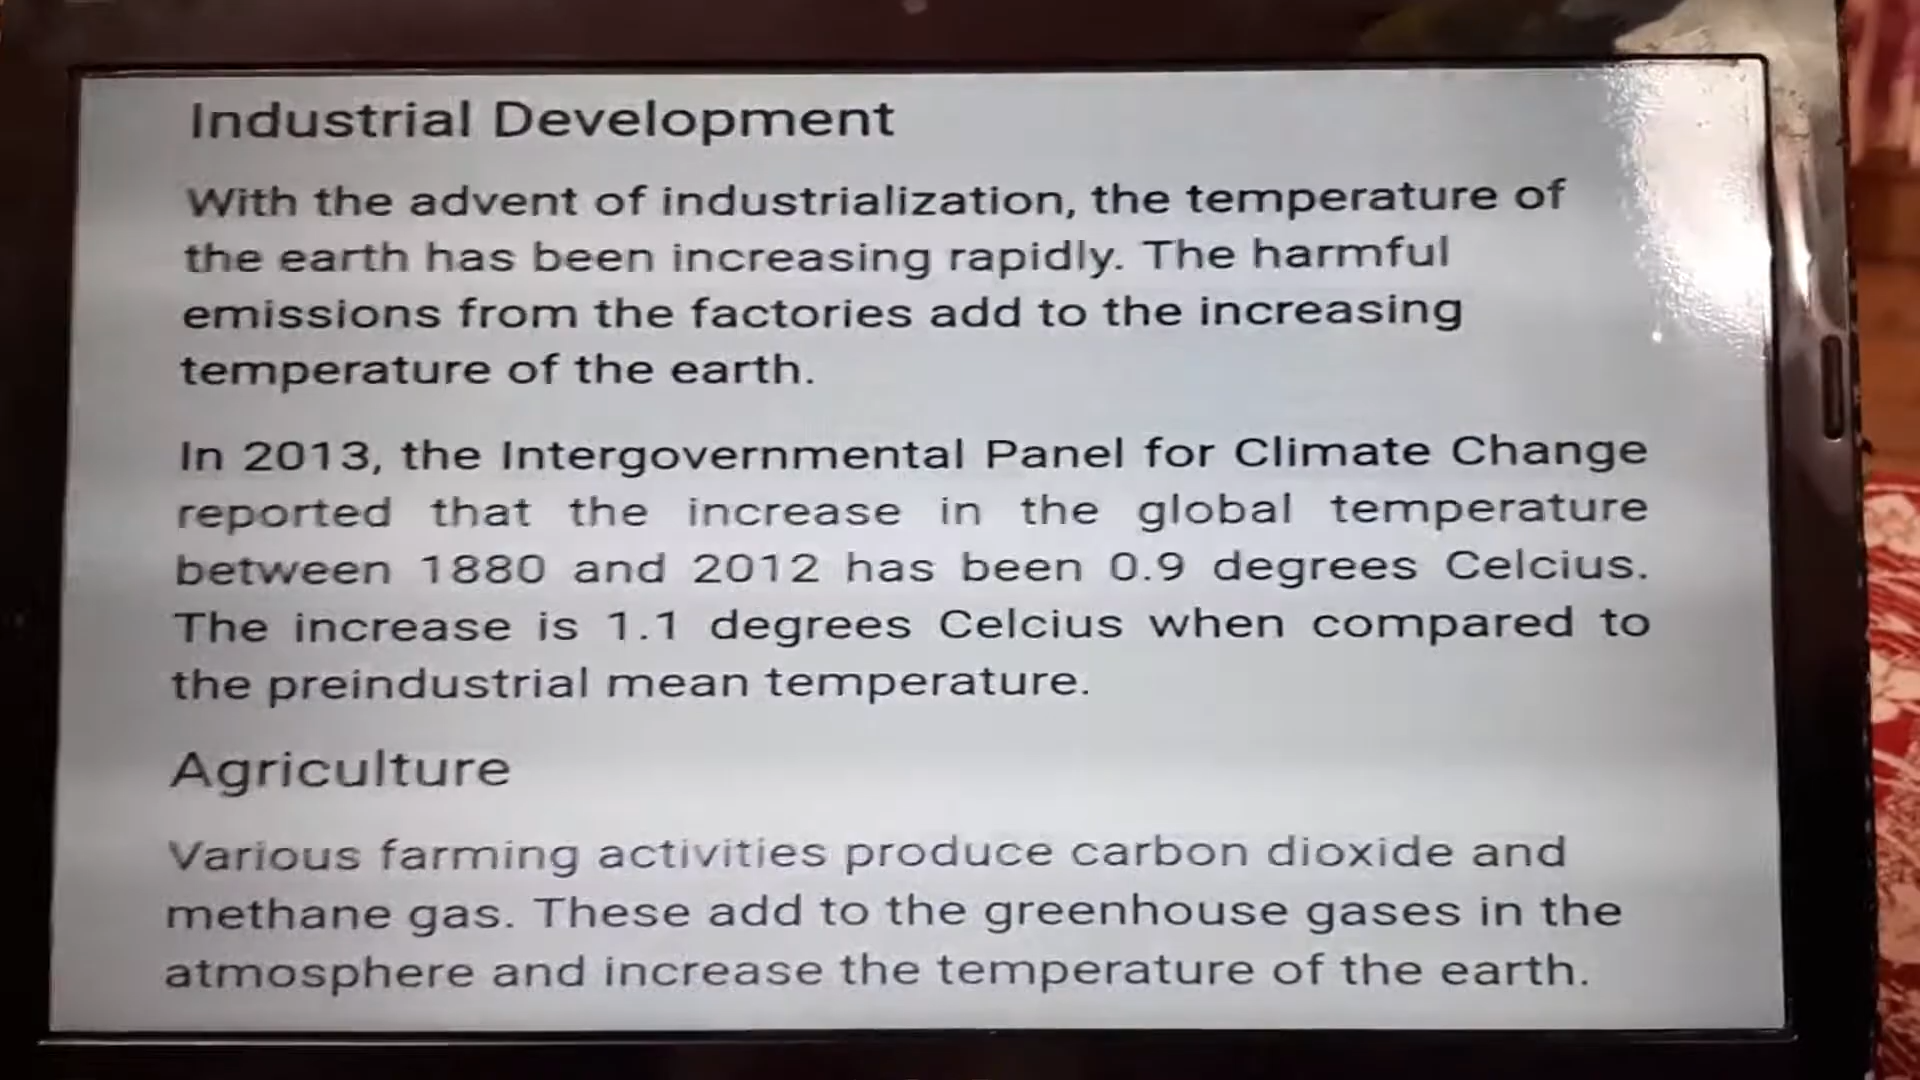 Industrial Development
With the advent of industrialization, the temperature of
the earth has been increasing rapidly. The harmful
emissions from the factories add to the increasing
temperature of the earth.
In 2013, the Intergovernmental Panel for Climate Change
reported that the increase in the global temperature
between 1880 and 2012 has been 0.9 degrees Celcius.
The increase is 1.1 degrees Celcius when compared to
the preindustrial mean temperature.
Agriculture
Various farming activities produce carbon dioxide and
methane gas. These add to the greenhouse gases in the
atmosphere and increase the temperature of the earth.